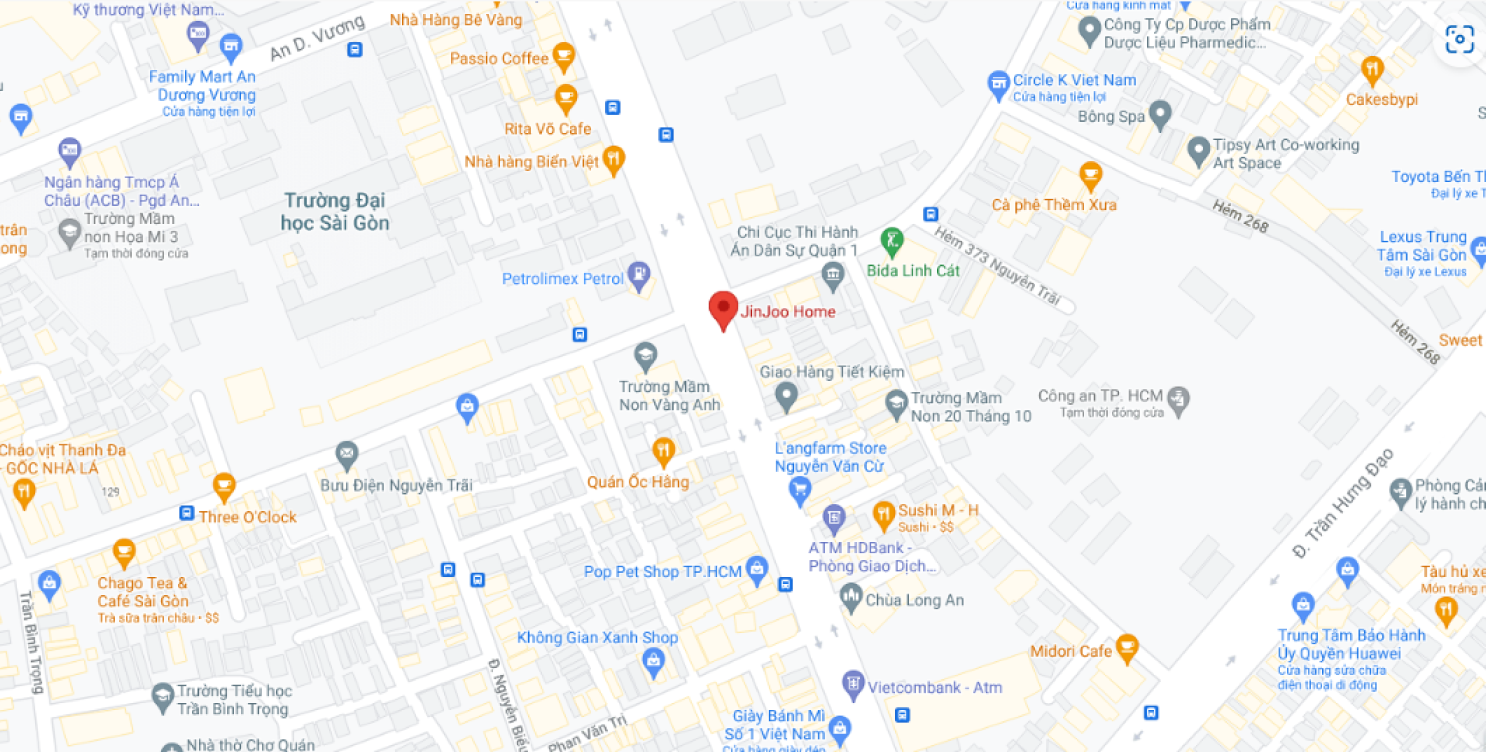 Kỹ thương Việt Nam...
Nhà Hàng Bê Vàng
An D. Vương
Cửa hàng kính mát
Công Ty Cp Dược Phẩm
Dược Liệu Pharmedic...
Passio Coffee
Family Mart An
Dương Vương
Cửa hàng tiện lợi
Circle K Viet Nam
Cửa hàng tiện lợi
Cakesbypi
Rita Võ Cafe
Bông Spa
Nhà hàng Biển Việt
Tipsy Art Co-working
Art Space
Ngân hàng Tmcp Á
Châu (ACB) - Pgd An...
Trường Mầm
non Họa Mi 3
Tạm thời đóng cửa
Trường Đại
học Sài Gòn
Toyota Bến Th
Đại lý xe T
Cà phê Thềm Xưa
Hẻm 268
trân
ong
Chi Cục Thi Hành
Án Dân Sự Quận 1
Hẻm 373 Nguyễn Trãi
Lexus Trung
Tâm Sài Gòn
Đại lý xe Lexus
Bida Linh Cát
Petrolimex Petrol
JinJoo Home
Hẻm 268
Sweet
Trường Mầm
Non Vàng Anh
Giao Hàng Tiết Kiệm
Trường Mầm
Non 20 Tháng 10
Công an TP. HCM
Tạm thời đóng cửa
Cháo vịt Thanh Đa
- GỐC NHÀ LÁ
129
L'angfarm Store
Nguyễn Văn Cừ
Bưu Điện Nguyên Trãi
Quán Ốc Hằng
Đ. Trần Hưng Đạo
Phòng Cản
lý hành ch
Three O'Clock
Sushi M - H
Sushi • $$
ATM HDBank -
Phòng Giao Dịch...
Pop Pet Shop TP.HCM
Chago Tea &
Café Sài Gòn
Trà sữa trân châu • $$
Chùa Long An
Tàu hủ xe
Món tráng m
Trần Bình Trọng
Không Gian Xanh Shop
Midori Cafe
Trung Tâm Bảo Hành
Ủy Quyền Huawei
Cửa hàng sửa chữa
điện thoại di động
Đ. Nguyễn Biểu
Trường Tiểu học
Trần Bình Trọng
Vietcombank - Atm
Giày Bánh Mì
Số 1 Việt Nam
Cửa hàng giày dép
Phan Văn Trị
Nhà thờ Chợ Quán